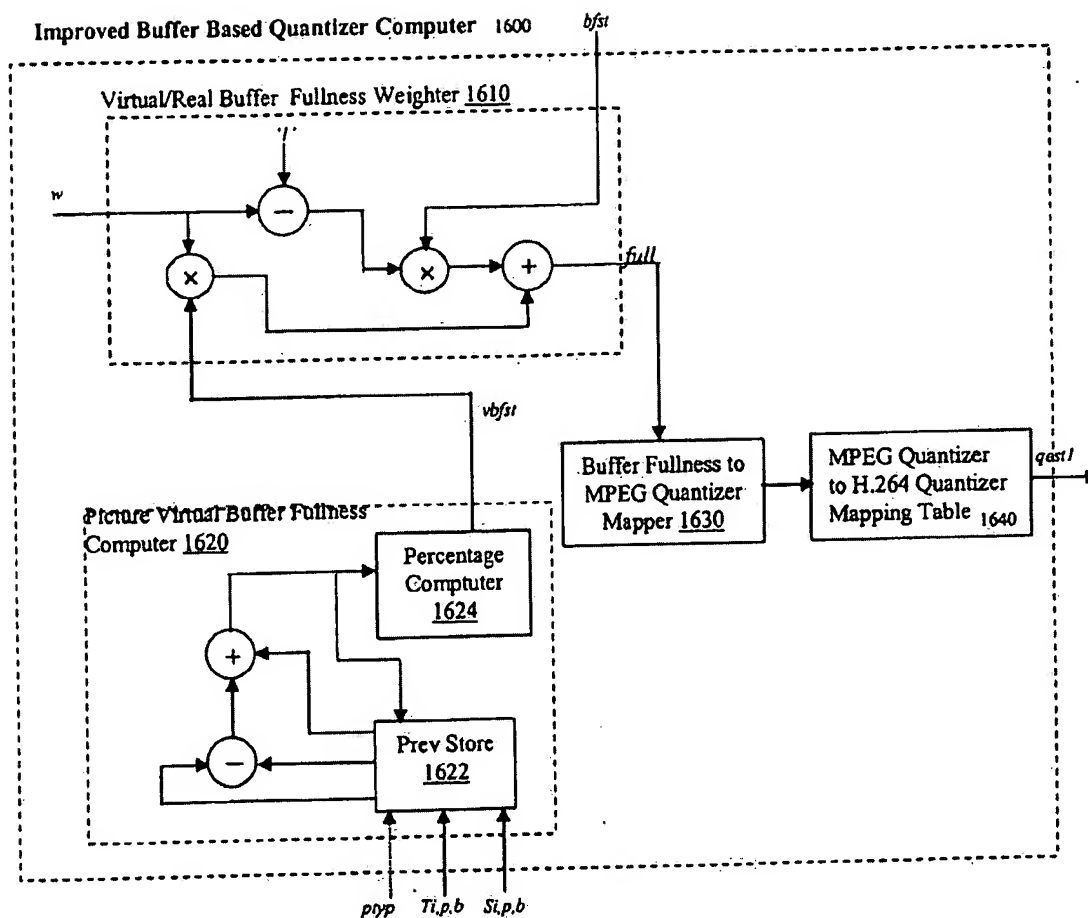 Improved Buffer Based Quantizer Computer 1600
bfst
Virtual/Real Buffer Fullness Weighter 1610
'1'
w
−
×
×
+
full
vbfst
Buffer Fullness to
MPEG Quantizer
Mapper 1630
MPEG Quantizer
to H.264 Quantizer
Mapping Table 1640
qest1
Picture Virtual Buffer Fullness
Computer 1620
Percentage
Comptuter
1624
+
−
Prev Store
1622
ptyp
Ti,p,b
Si,p,b